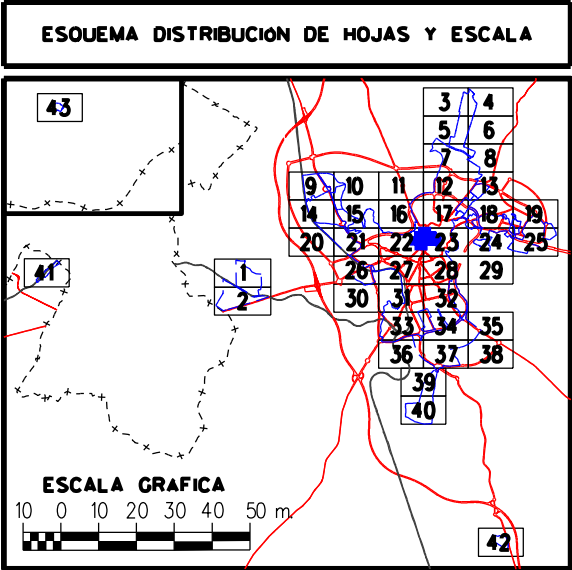 ESQUEMA DISTRIBUCION DE HOJAS Y ESCALA
43
3 4
5 6
7 8
9 10 11 12 13
14 15 16 17 18 19
20 21 22 23 24 25
41 1 26 27 28 29
2 30 31 32
33 34 35
36 37 38
39
40
ESCALA GRAFICA
10 0 10 20 30 40 50 m.
42